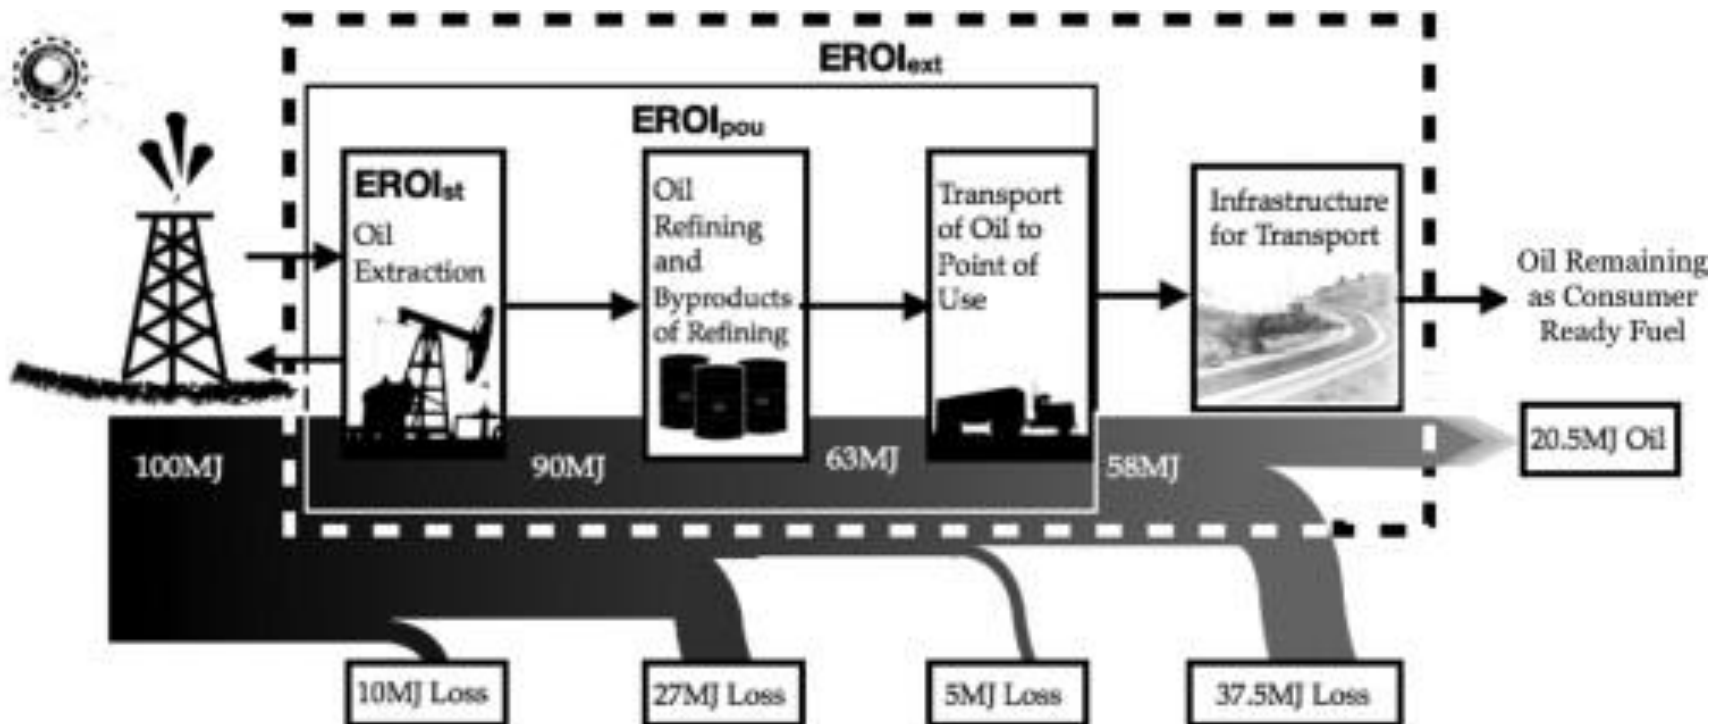 EROIext
EROIpou
EROIst
Oil
Extraction
Oil
Refining
and
Byproducts
of Refining
Transport
of Oil to
Point of
Use
Infrastructure
for Transport
Oil Remaining
as Consumer
Ready Fuel
100MJ
90MJ
63MJ
58MJ
20.5MJ Oil
10MJ Loss
27MJ Loss
5MJ Loss
37.5MJ Loss